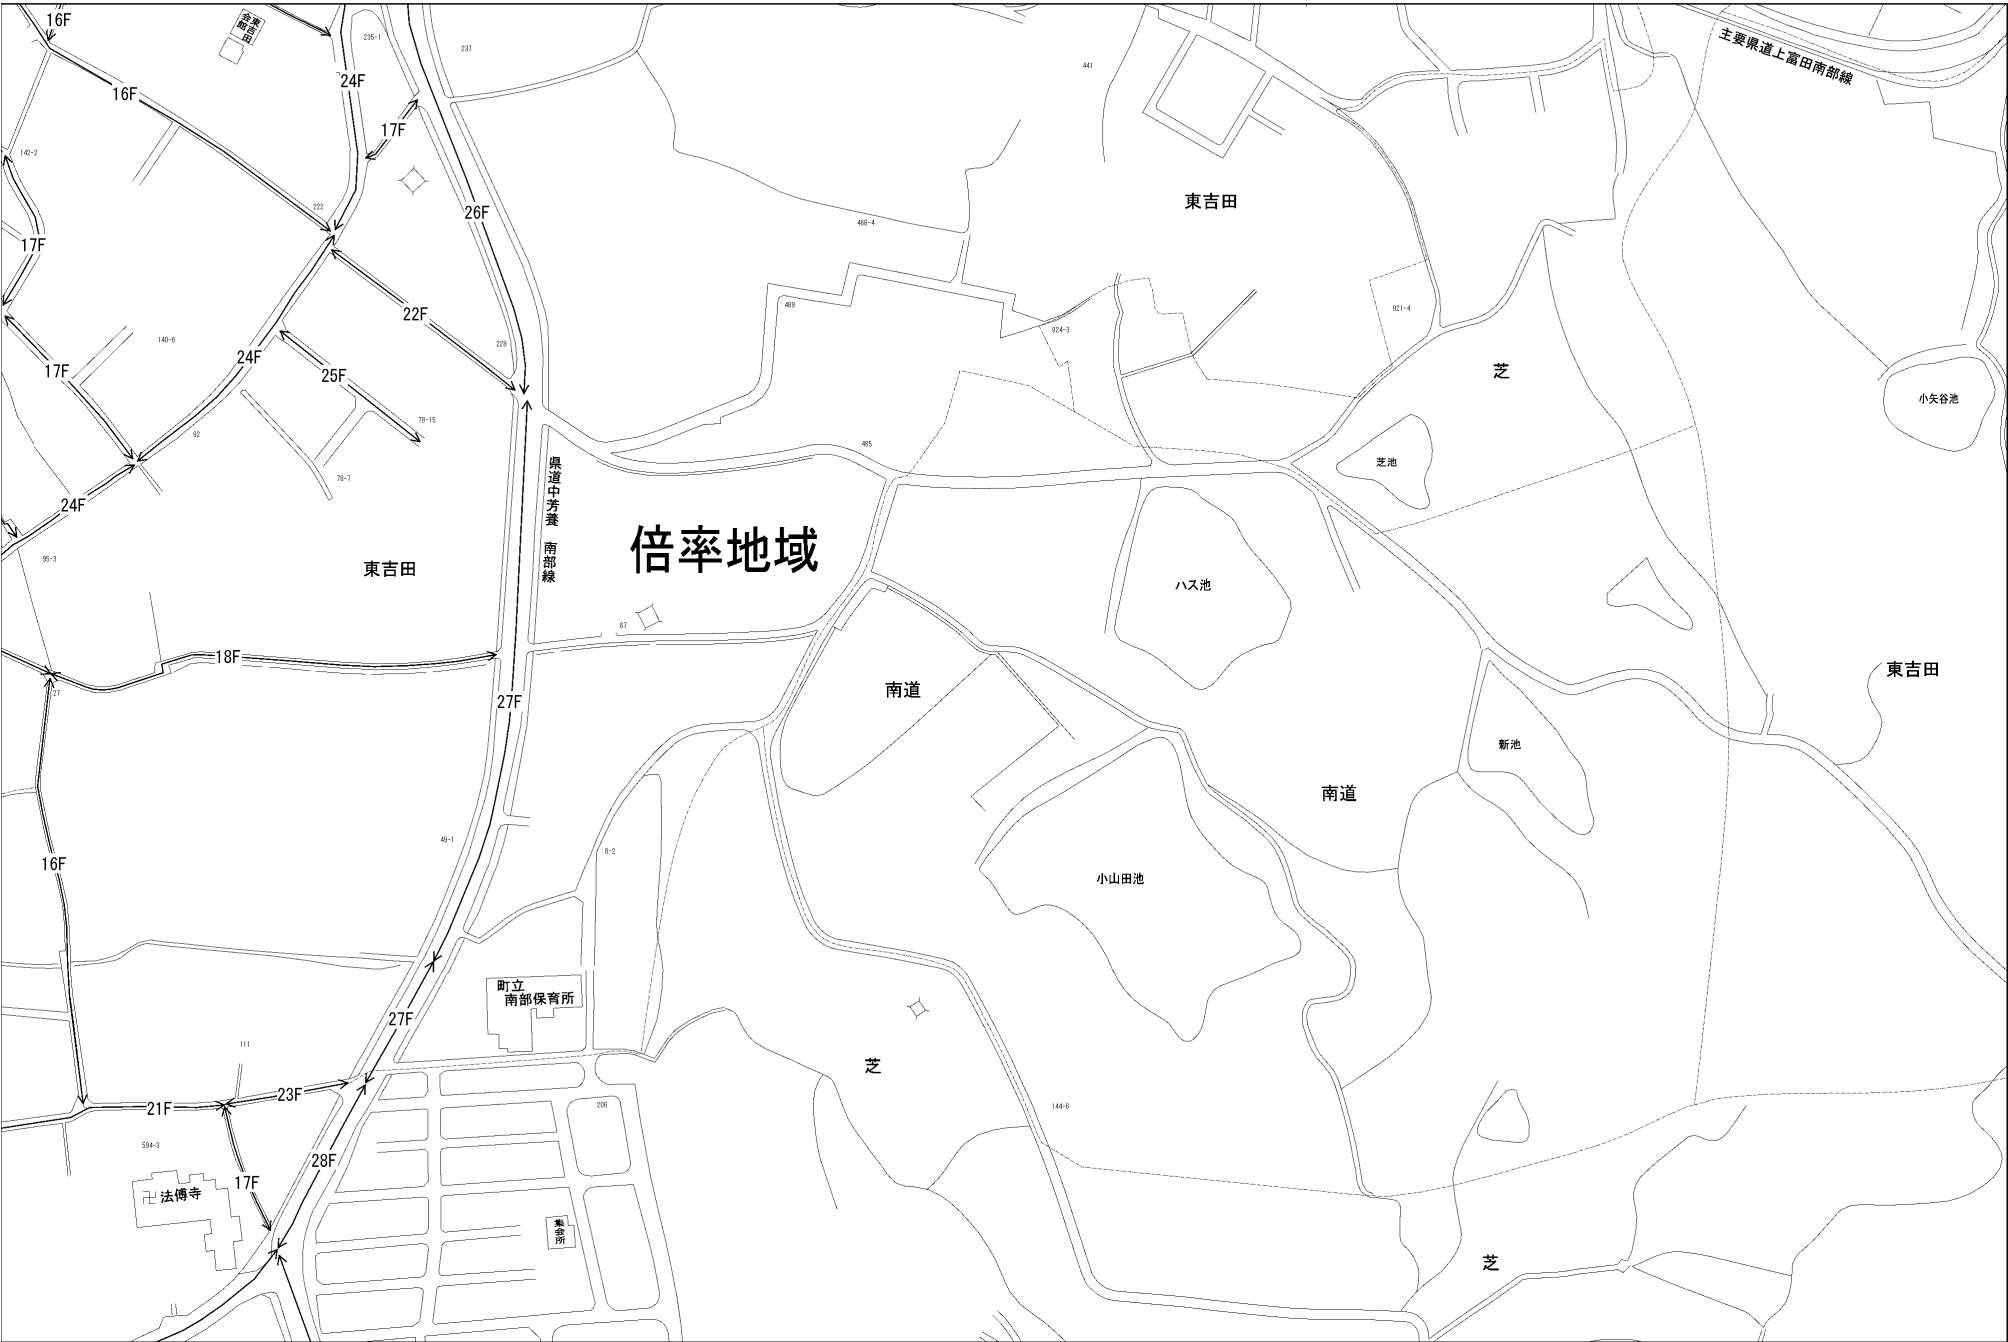 16F
東吉田
会館
235-1
237
24F
441
主要県道上富田南部線
16F
17F
142-2
222
26F
468-4
東吉田
17F
22F
489
924-3
921-4
140-6
228
24F
17F
25F
芝
小矢谷池
78-15
92
485
芝池
県道中芳養 南部線
78-7
24F
倍率地域
95-3
東吉田
ハス池
67
18F
東吉田
27
27F
南道
新池
南道
49-1
8-2
16F
小山田池
町立
南部保育所
27F
111
芝
23F
21F
206
144-6
594-3
28F
17F
卍 法傳寺
集会所
芝